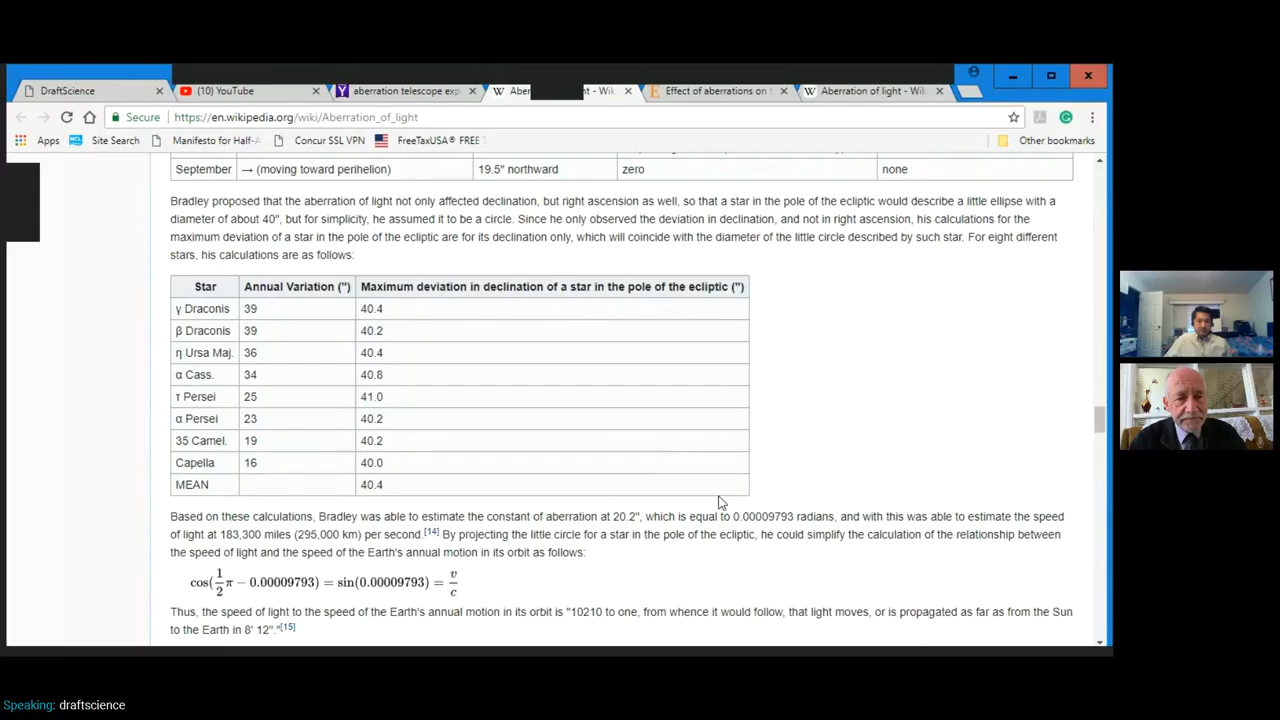 DraftScience
(10) YouTube
aberration telescope exp
Aber
t - Wiki
Effect of aberrations on
Aberration of light - Wiki
Secure
https://en.wikipedia.org/wiki/Aberration_of_light
Apps Site Search Manifesto for Half-A Concur SSL VPN FreeTaxUSA® FREE Other bookmarks
September → (moving toward perihelion) 19.5" northward zero none
Bradley proposed that the aberration of light not only affected declination, but right ascension as well, so that a star in the pole of the ecliptic would describe a little ellipse with a
diameter of about 40", but for simplicity, he assumed it to be a circle. Since he only observed the deviation in declination, and not in right ascension, his calculations for the
maximum deviation of a star in the pole of the ecliptic are for its declination only, which will coincide with the diameter of the little circle described by such star. For eight different
stars, his calculations are as follows:
Star Annual Variation (") Maximum deviation in declination of a star in the pole of the ecliptic (")
γ Draconis 39 40.4
β Draconis 39 40.2
η Ursa Maj. 36 40.4
α Cass. 34 40.8
τ Persei 25 41.0
α Persei 23 40.2
35 Camel. 19 40.2
Capella 16 40.0
MEAN 40.4
Based on these calculations, Bradley was able to estimate the constant of aberration at 20.2", which is equal to 0.00009793 radians, and with this was able to estimate the speed
of light at 183,300 miles (295,000 km) per second.[14] By projecting the little circle for a star in the pole of the ecliptic, he could simplify the calculation of the relationship between
the speed of light and the speed of the Earth's annual motion in its orbit as follows:
cos(1/2 π − 0.00009793) = sin(0.00009793) = v/c
Thus, the speed of light to the speed of the Earth's annual motion in its orbit is "10210 to one, from whence it would follow, that light moves, or is propagated as far as from the Sun
to the Earth in 8' 12"."[15]
Speaking: draftscience